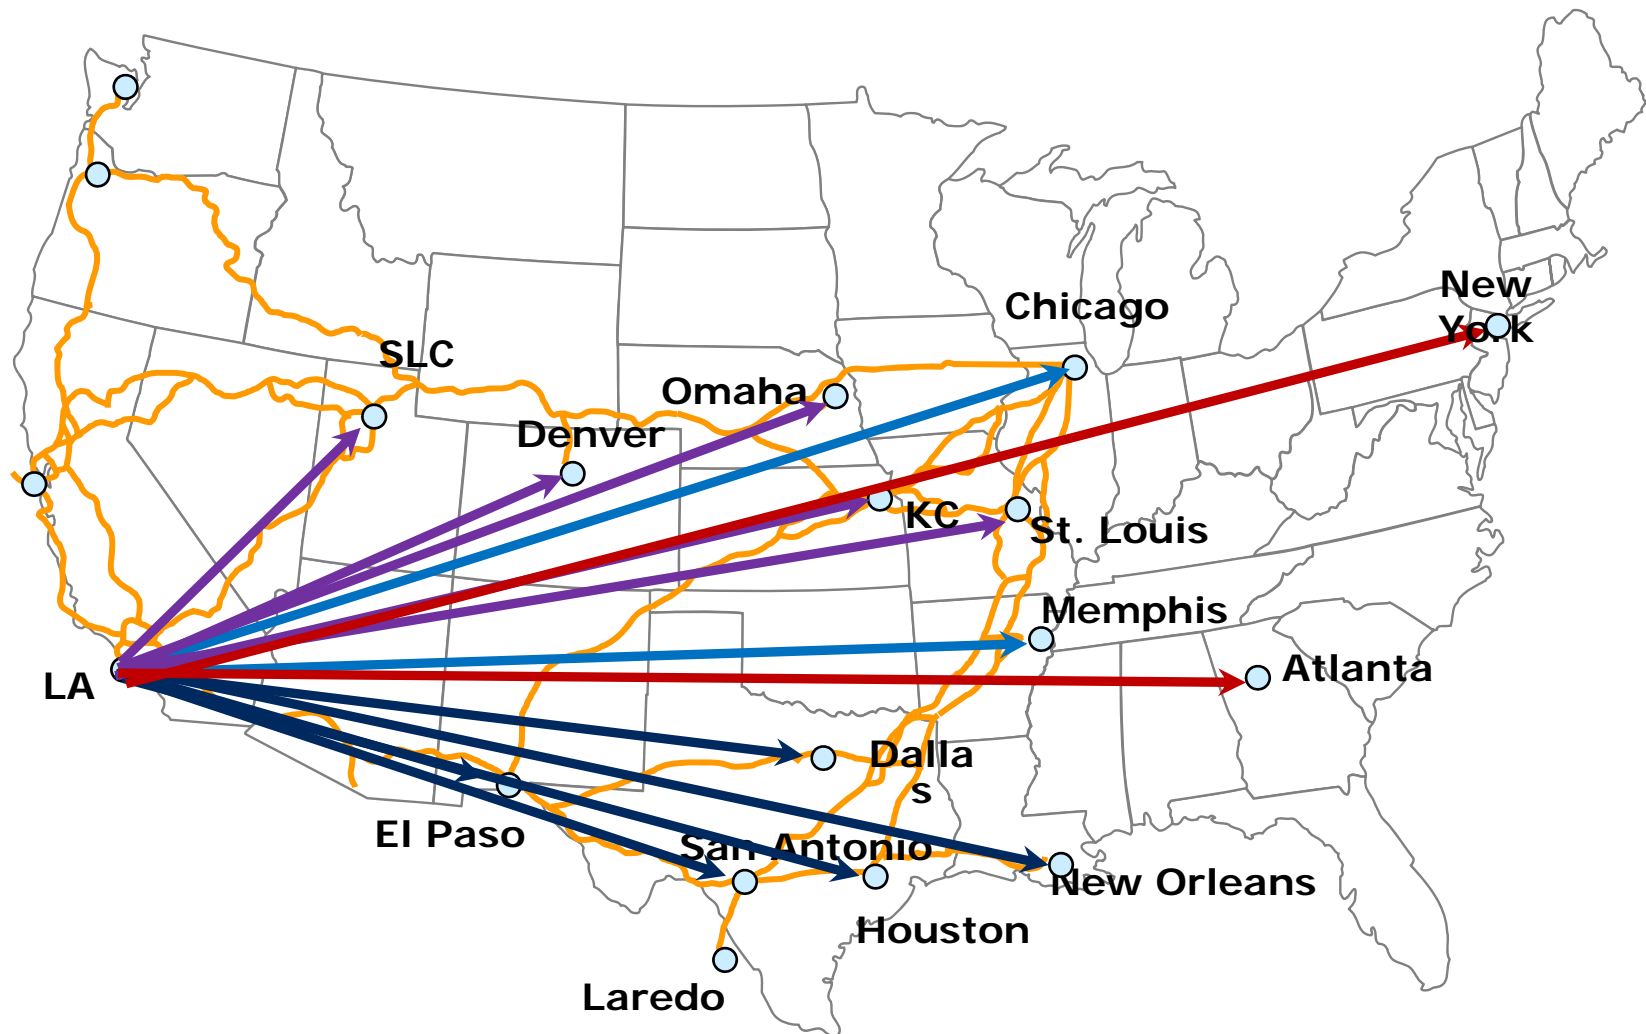 New
York
Chicago
SLC
Omaha
Denver
KC
St. Louis
Memphis
Atlanta
LA
Dalla
s
El Paso
San Antonio
New Orleans
Houston
Laredo